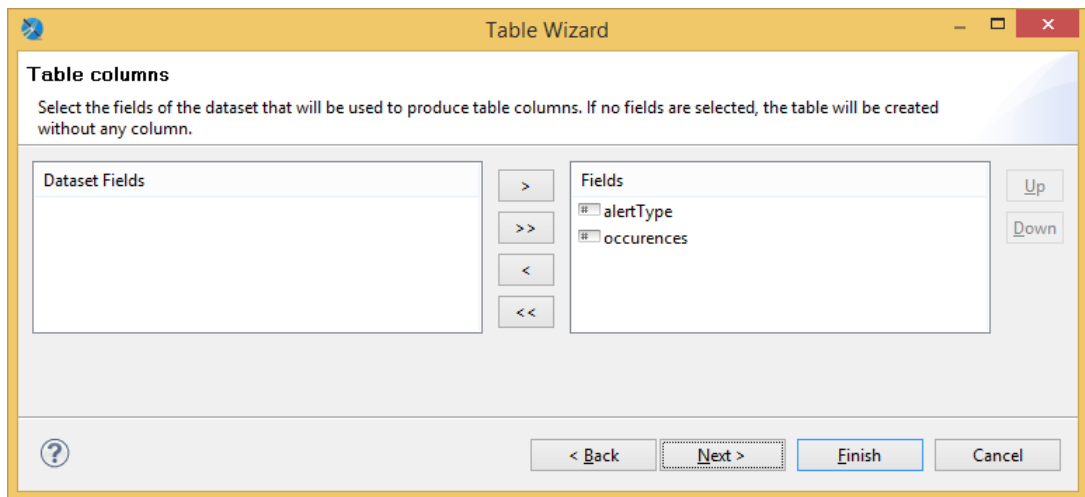 Table Wizard
Table columns
Select the fields of the dataset that will be used to produce table columns. If no fields are selected, the table will be created
without any column.
Dataset Fields
>
>>
<
<<
Fields
# alertType
# occurences
Up
Down
?
< Back
Next >
Finish
Cancel